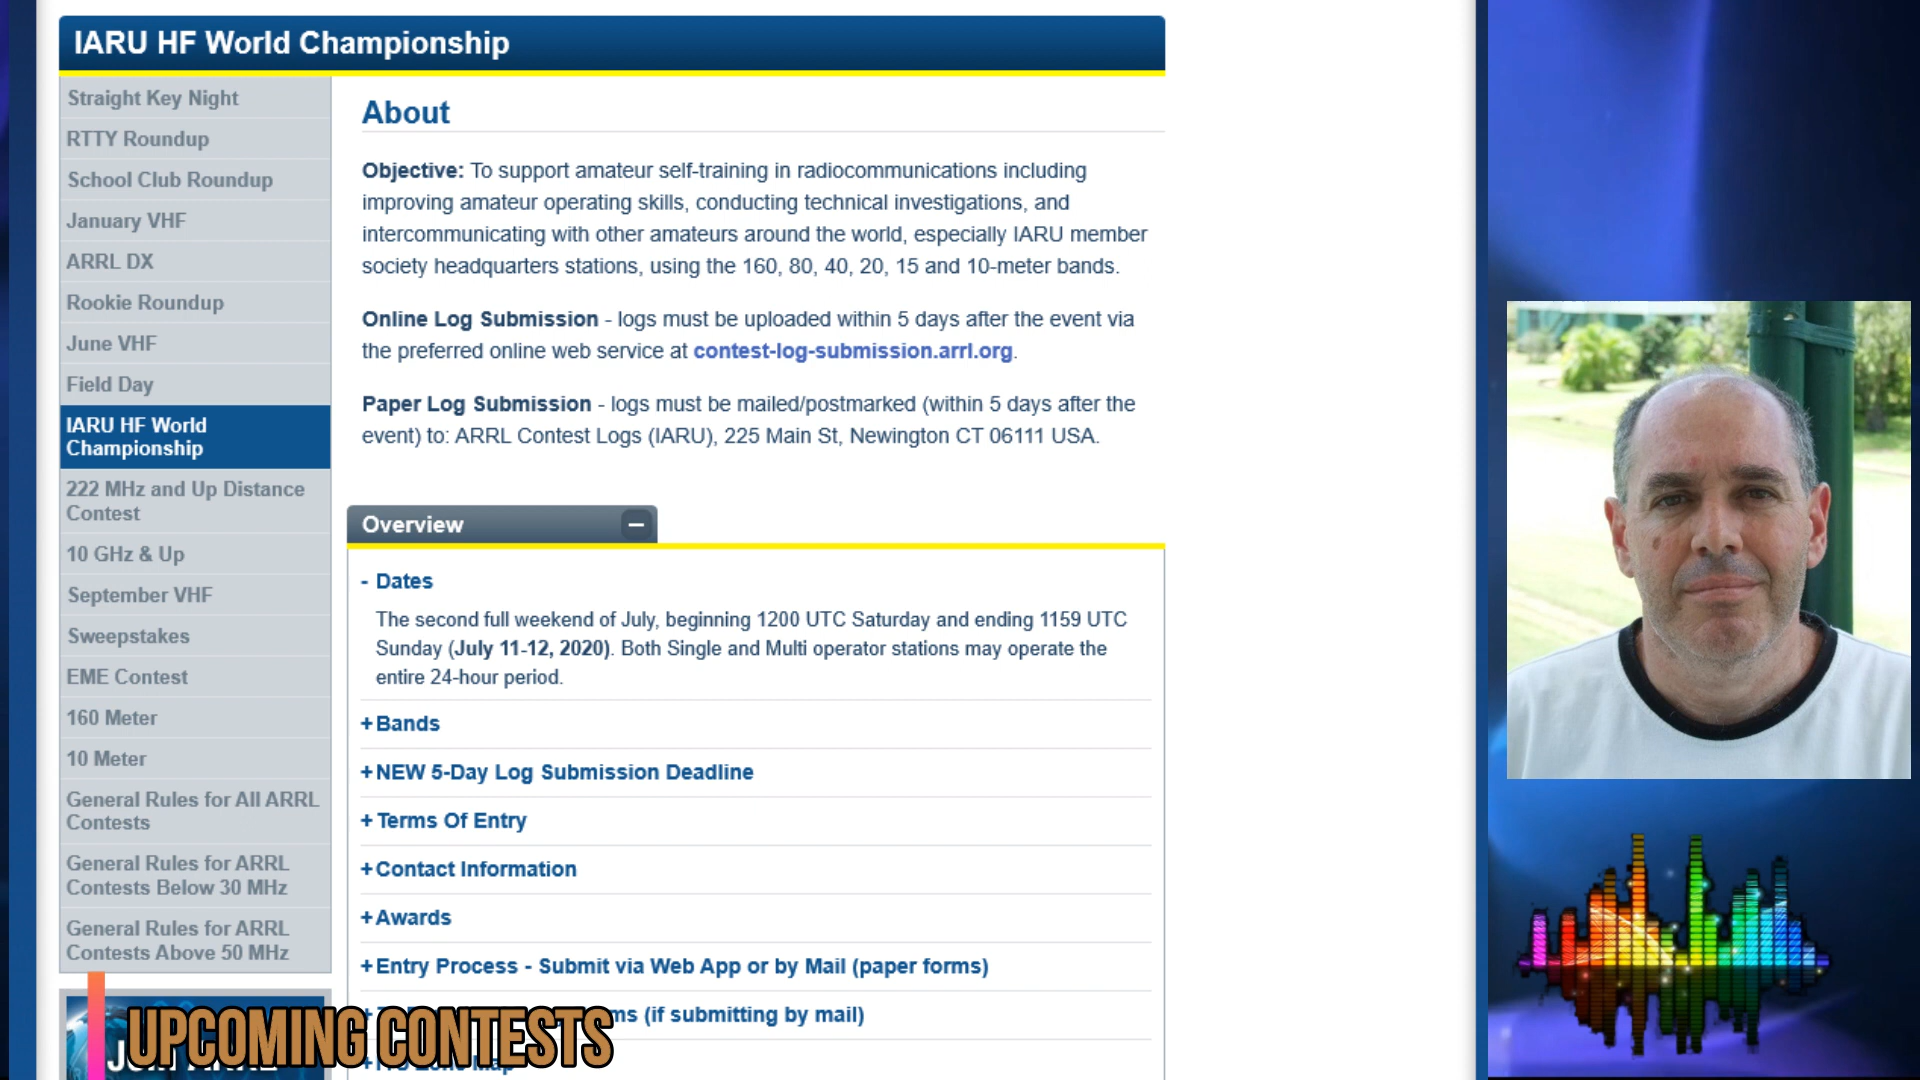 IARU HF World Championship
Straight Key Night
RTTY Roundup
School Club Roundup
January VHF
ARRL DX
Rookie Roundup
June VHF
Field Day
IARU HF World
Championship
222 MHz and Up Distance
Contest
10 GHz & Up
September VHF
Sweepstakes
EME Contest
160 Meter
10 Meter
General Rules for All ARRL
Contests
General Rules for ARRL
Contests Below 30 MHz
General Rules for ARRL
Contests Above 50 MHz
About
Objective: To support amateur self-training in radiocommunications including
improving amateur operating skills, conducting technical investigations, and
intercommunicating with other amateurs around the world, especially IARU member
society headquarters stations, using the 160, 80, 40, 20, 15 and 10-meter bands.
Online Log Submission - logs must be uploaded within 5 days after the event via
the preferred online web service at contest-log-submission.arrl.org.
Paper Log Submission - logs must be mailed/postmarked (within 5 days after the
event) to: ARRL Contest Logs (IARU), 225 Main St, Newington CT 06111 USA.
Overview
- Dates
The second full weekend of July, beginning 1200 UTC Saturday and ending 1159 UTC
Sunday (July 11-12, 2020). Both Single and Multi operator stations may operate the
entire 24-hour period.
+Bands
+NEW 5-Day Log Submission Deadline
+Terms Of Entry
+Contact Information
+Awards
+Entry Process - Submit via Web App or by Mail (paper forms)
(if submitting by mail)
UPCOMING CONTESTS